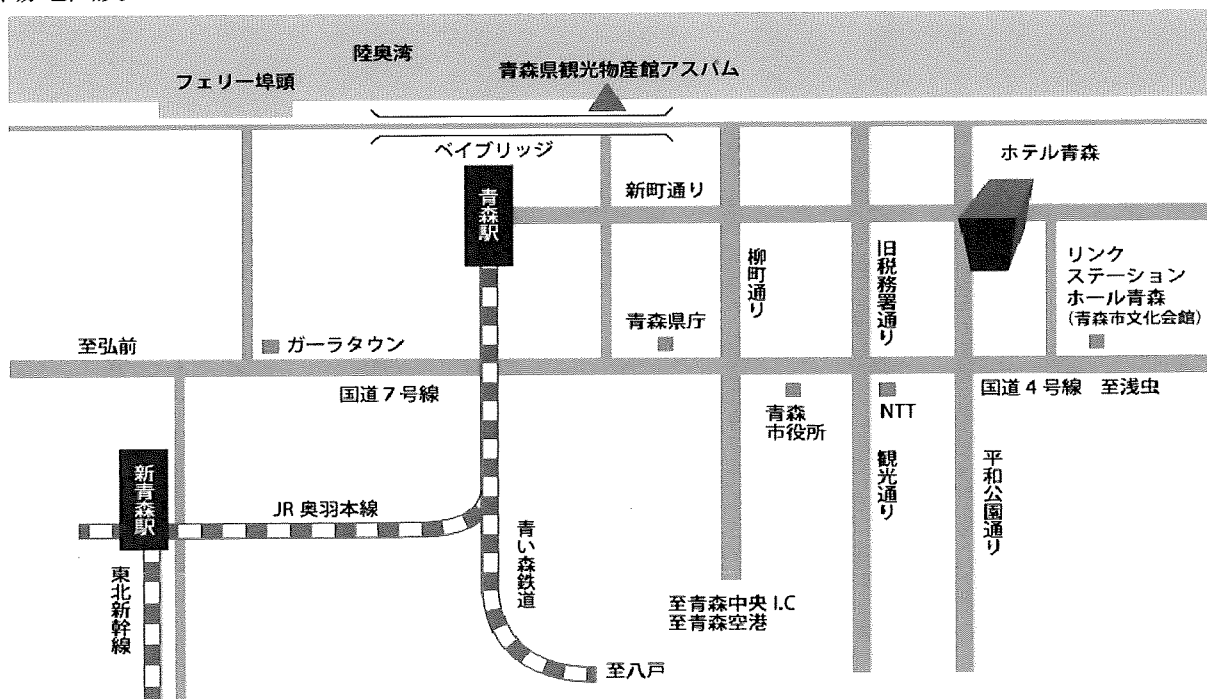 陸奥湾
青森県観光物産館アスパム
フェリー埠頭
ベイブリッジ
ホテル青森
青森駅
新町通り
柳町通り
旧税務署通り
リンク
ステーション
ホール青森
(青森市文化会館)
青森県庁
至弘前
ガーラタウン
国道7号線
国道4号線 至浅虫
青森
市役所
NTT
新青森駅
JR 奥羽本線
青い森鉄道
観光通り
平和公園通り
東北新幹線
至青森中央 I.C
至青森空港
至八戸